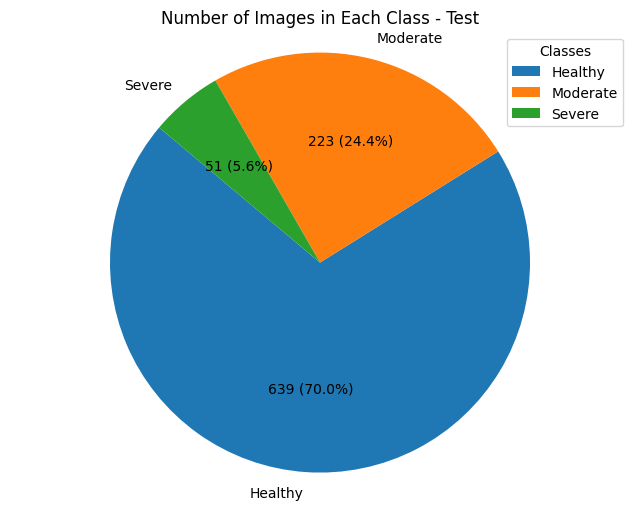 Number of Images in Each Class - Test
Moderate
Severe
Classes
Healthy
Moderate
Severe
223 (24.4%)
51 (5.6%)
639 (70.0%)
Healthy